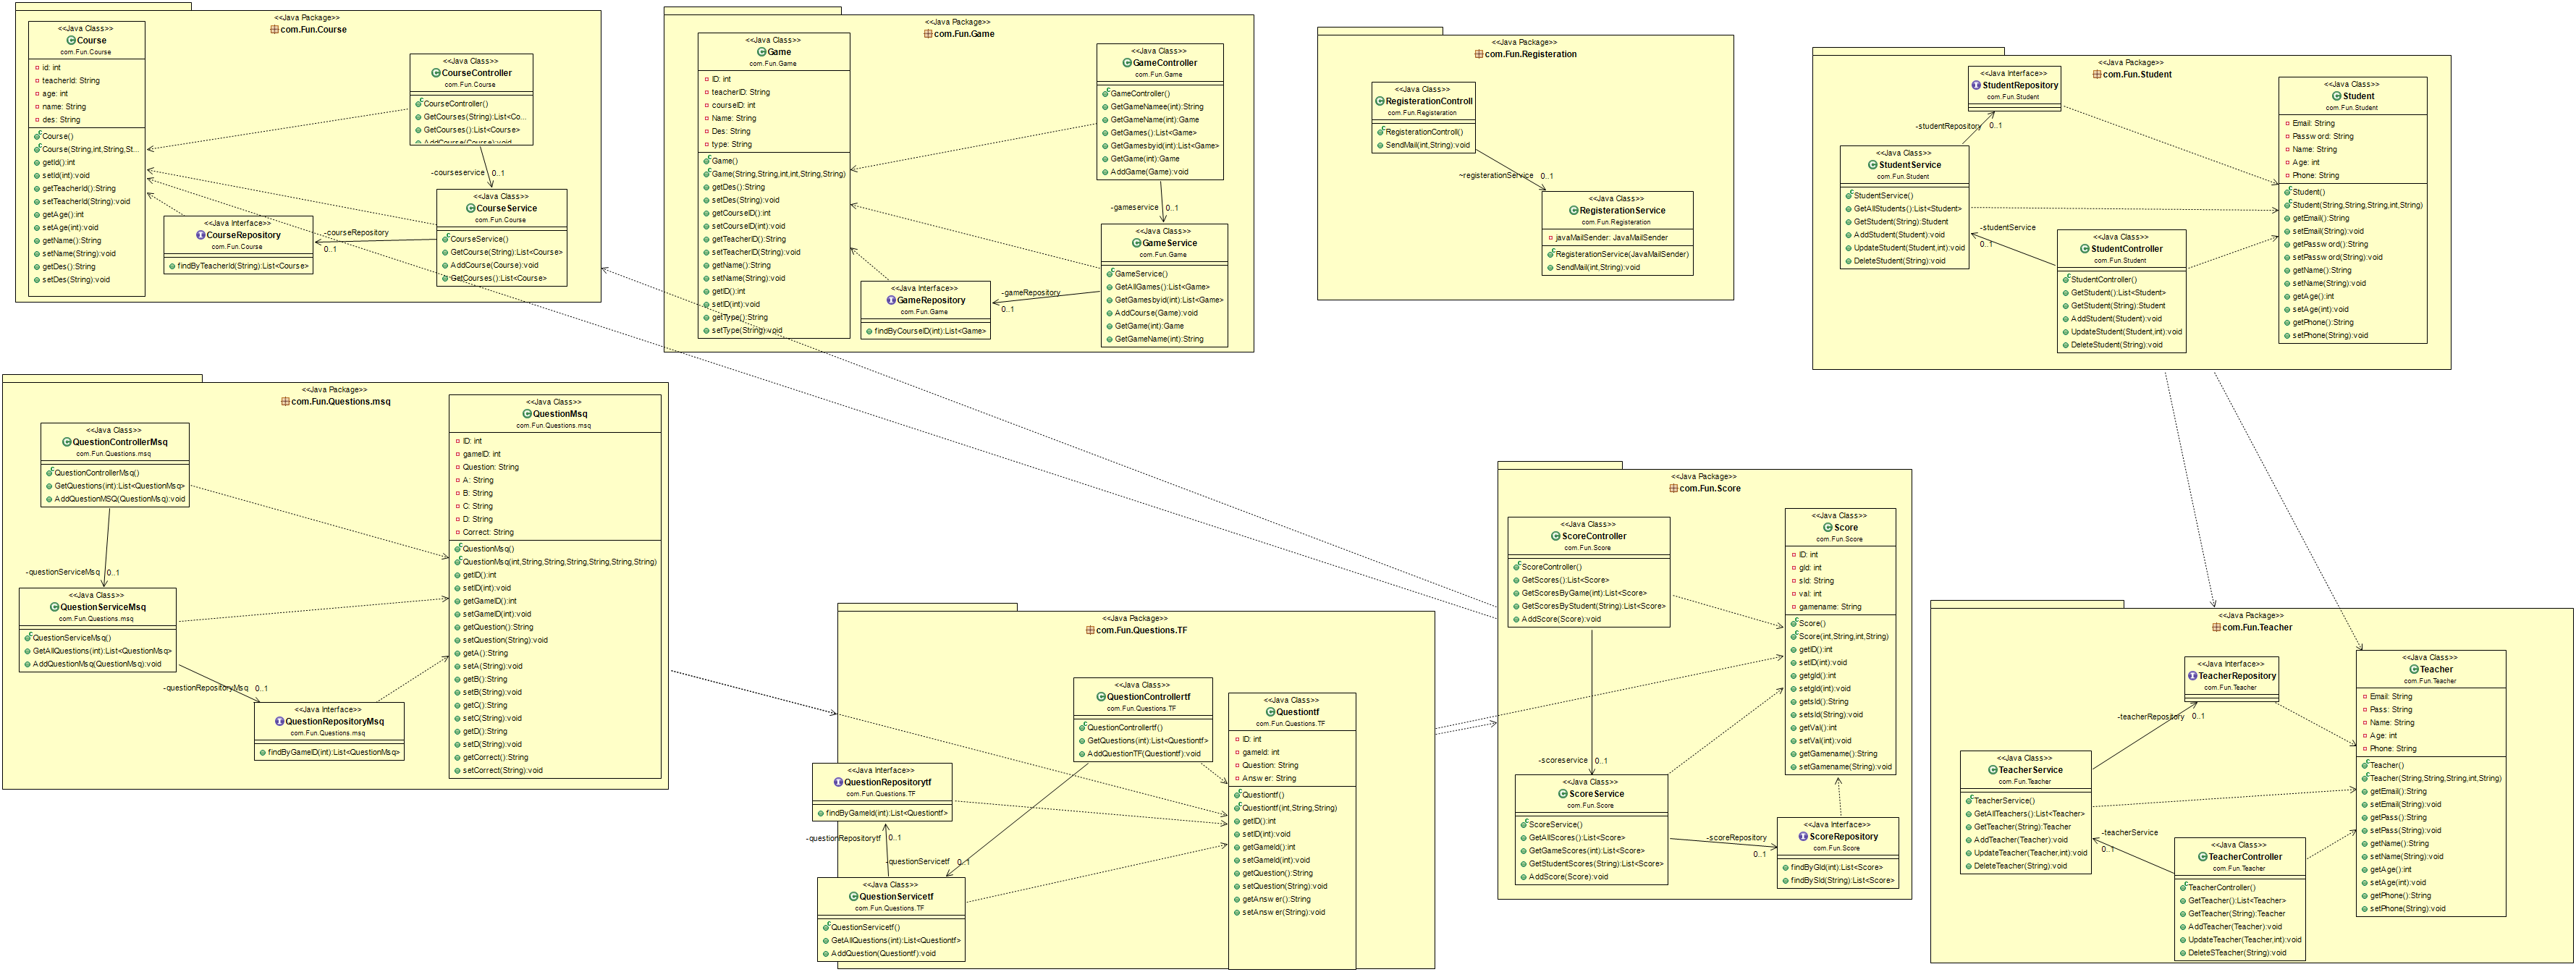 <<Java Package>>
com.Fun.Course
<<Java Class>>
Course
com.Fun.Course
id: int
teacherId: String
age: int
name: String
des: String
Course()
Course(String,int,String,St...
getId():int
setId(int):void
getTeacherId():String
setTeacherId(String):void
getAge():int
setAge(int):void
getName():String
setName(String):void
getDes():String
setDes(String):void
<<Java Class>>
CourseController
com.Fun.Course
CourseController()
GetCourses(String):List<Co...
GetCourses():List<Course>
AddCourse(Course):void
-courseservice 0..1
<<Java Class>>
CourseService
com.Fun.Course
CourseService()
GetCourse(String):List<Course>
AddCourse(Course):void
GetCourses():List<Course>
-courseRepository
0..1
<<Java Interface>>
CourseRepository
com.Fun.Course
findByTeacherId(String):List<Course>
<<Java Package>>
com.Fun.Game
<<Java Class>>
Game
com.Fun.Game
ID: int
teacherID: String
courseID: int
Name: String
Des: String
type: String
Game()
Game(String,String,int,int,String,String)
getDes():String
setDes(String):void
getCourseID():int
setCourseID(int):void
getTeacherID():String
setTeacherID(String):void
getName():String
setName(String):void
getID():int
setID(int):void
getType():String
setType(String):void
<<Java Class>>
GameController
com.Fun.Game
GameController()
GetGameNamee(int):String
GetGameName(int):Game
GetGames():List<Game>
GetGamesbyid(int):List<Game>
GetGame(int):Game
AddGame(Game):void
-gameservice 0..1
<<Java Class>>
GameService
com.Fun.Game
GameService()
GetAllGames():List<Game>
GetGamesbyid(int):List<Game>
AddCourse(Game):void
GetGame(int):Game
GetGameName(int):String
-gameRepository
0..1
<<Java Interface>>
GameRepository
com.Fun.Game
findByCourseID(int):List<Game>
<<Java Package>>
com.Fun.Registeration
<<Java Class>>
RegisterationControll
com.Fun.Registeration
RegisterationControll()
SendMail(int,String):void
~registerationService 0..1
<<Java Class>>
RegisterationService
com.Fun.Registeration
javaMailSender: JavaMailSender
RegistrationService(JavaMailSender)
SendMail(int,String):void
<<Java Package>>
com.Fun.Student
<<Java Interface>>
StudentRepository
com.Fun.Student
-studentRepository 0..1
<<Java Class>>
StudentService
com.Fun.Student
StudentService()
GetAllStudents():List<Student>
GetStudent(String):Student
AddStudent(Student):void
UpdateStudent(Student,int):void
DeleteStudent(String):void
-studentService
0..1
<<Java Class>>
StudentController
com.Fun.Student
StudentController()
GetStudent():List<Student>
GetStudent(String):Student
AddStudent(Student):void
UpdateStudent(Student,int):void
DeleteStudent(String):void
<<Java Class>>
Student
com.Fun.Student
Email: String
Password: String
Name: String
Age: int
Phone: String
Student()
Student(String,String,String,int,String)
getEmail():String
setEmail(String):void
getPassword():String
setPassword(String):void
getName():String
setName(String):void
getAge():int
setAge(int):void
getPhone():String
setPhone(String):void
<<Java Package>>
com.Fun.Questions.msq
<<Java Class>>
QuestionControllerMsq
com.Fun.Questions.msq
QuestionControllerMsq()
GetQuestions(int):List<QuestionMsq>
AddQuestionMSQ(QuestionMsq):void
-questionServiceMsq 0..1
<<Java Class>>
QuestionServiceMsq
com.Fun.Questions.msq
QuestionServiceMsq()
GetAllQuestions(int):List<QuestionMsq>
AddQuestionMsq(QuestionMsq):void
-questionRepositoryMsq 0..1
<<Java Interface>>
QuestionRepositoryMsq
com.Fun.Questions.msq
findByGameID(int):List<QuestionMsq>
<<Java Class>>
QuestionMsq
com.Fun.Questions.msq
ID: int
gameID: int
Question: String
A: String
B: String
C: String
D: String
Correct: String
QuestionMsq()
QuestionMsq(int,String,String,String,String,String,String)
getID():int
setID(int):void
getGameID():int
setGameID(int):void
getQuestion():String
setQuestion(String):void
getA():String
setA(String):void
getB():String
setB(String):void
getC():String
setC(String):void
getD():String
setD(String):void
getCorrect():String
setCorrect(String):void
<<Java Package>>
com.Fun.Questions.TF
<<Java Class>>
QuestionControllertf
com.Fun.Questions.TF
QuestionControllertf()
GetQuestions(int):List<Questiontf>
AddQuestionTF(Questiontf):void
<<Java Interface>>
QuestionRepositorytf
com.Fun.Questions.TF
findByGameId(int):List<Questiontf>
-questionRepositorytf 0..1
-questionServicetf 0..1
<<Java Class>>
QuestionServicetf
com.Fun.Questions.TF
QuestionServicetf()
GetAllQuestions(int):List<Questiontf>
AddQuestion(Questiontf):void
<<Java Class>>
Questiontf
com.Fun.Questions.TF
ID: int
gameId: int
Question: String
Answer: String
Questiontf()
Questiontf(int,String,String)
getID():int
setID(int):void
getGameId():int
setGameId(int):void
getQuestion():String
setQuestion(String):void
getAnswer():String
setAnswer(String):void
<<Java Package>>
com.Fun.Score
<<Java Class>>
ScoreController
com.Fun.Score
ScoreController()
GetScores():List<Score>
GetScoresByGame(int):List<Score>
GetScoresByStudent(String):List<Score>
AddScore(Score):void
-scoreservice 0..1
<<Java Class>>
ScoreService
com.Fun.Score
ScoreService()
GetAllScores():List<Score>
GetGameScores(int):List<Score>
GetStudentScores(String):List<Score>
AddScore(Score):void
-scoreRepository
0..1
<<Java Class>>
Score
com.Fun.Score
ID: int
gId: int
sId: String
val: int
gamename: String
Score()
Score(int,String,int,String)
getID():int
setID(int):void
getgId():int
setgId(int):void
getsId():String
setsId(String):void
getVal():int
setVal(int):void
getGamename():String
setGamename(String):void
<<Java Interface>>
ScoreRepository
com.Fun.Score
findByGId(int):List<Score>
findBySId(String):List<Score>
<<Java Package>>
com.Fun.Teacher
<<Java Interface>>
TeacherRepository
com.Fun.Teacher
-teacherRepository 0..1
<<Java Class>>
TeacherService
com.Fun.Teacher
TeacherService()
GetAllTeachers():List<Teacher>
GetTeacher(String):Teacher
AddTeacher(Teacher):void
UpdateTeacher(Teacher,int):void
DeleteTeacher(String):void
-teacherService
0..1
<<Java Class>>
TeacherController
com.Fun.Teacher
TeacherController()
GetTeacher():List<Teacher>
GetTeacher(String):Teacher
AddTeacher(Teacher):void
UpdateTeacher(Teacher,int):void
DeleteSTeacher(String):void
<<Java Class>>
Teacher
com.Fun.Teacher
Email: String
Pass: String
Name: String
Age: int
Phone: String
Teacher()
Teacher(String,String,String,int,String)
getEmail():String
setEmail(String):void
getPass():String
setPass(String):void
getName():String
setName(String):void
getAge():int
setAge(int):void
getPhone():String
setPhone(String):void